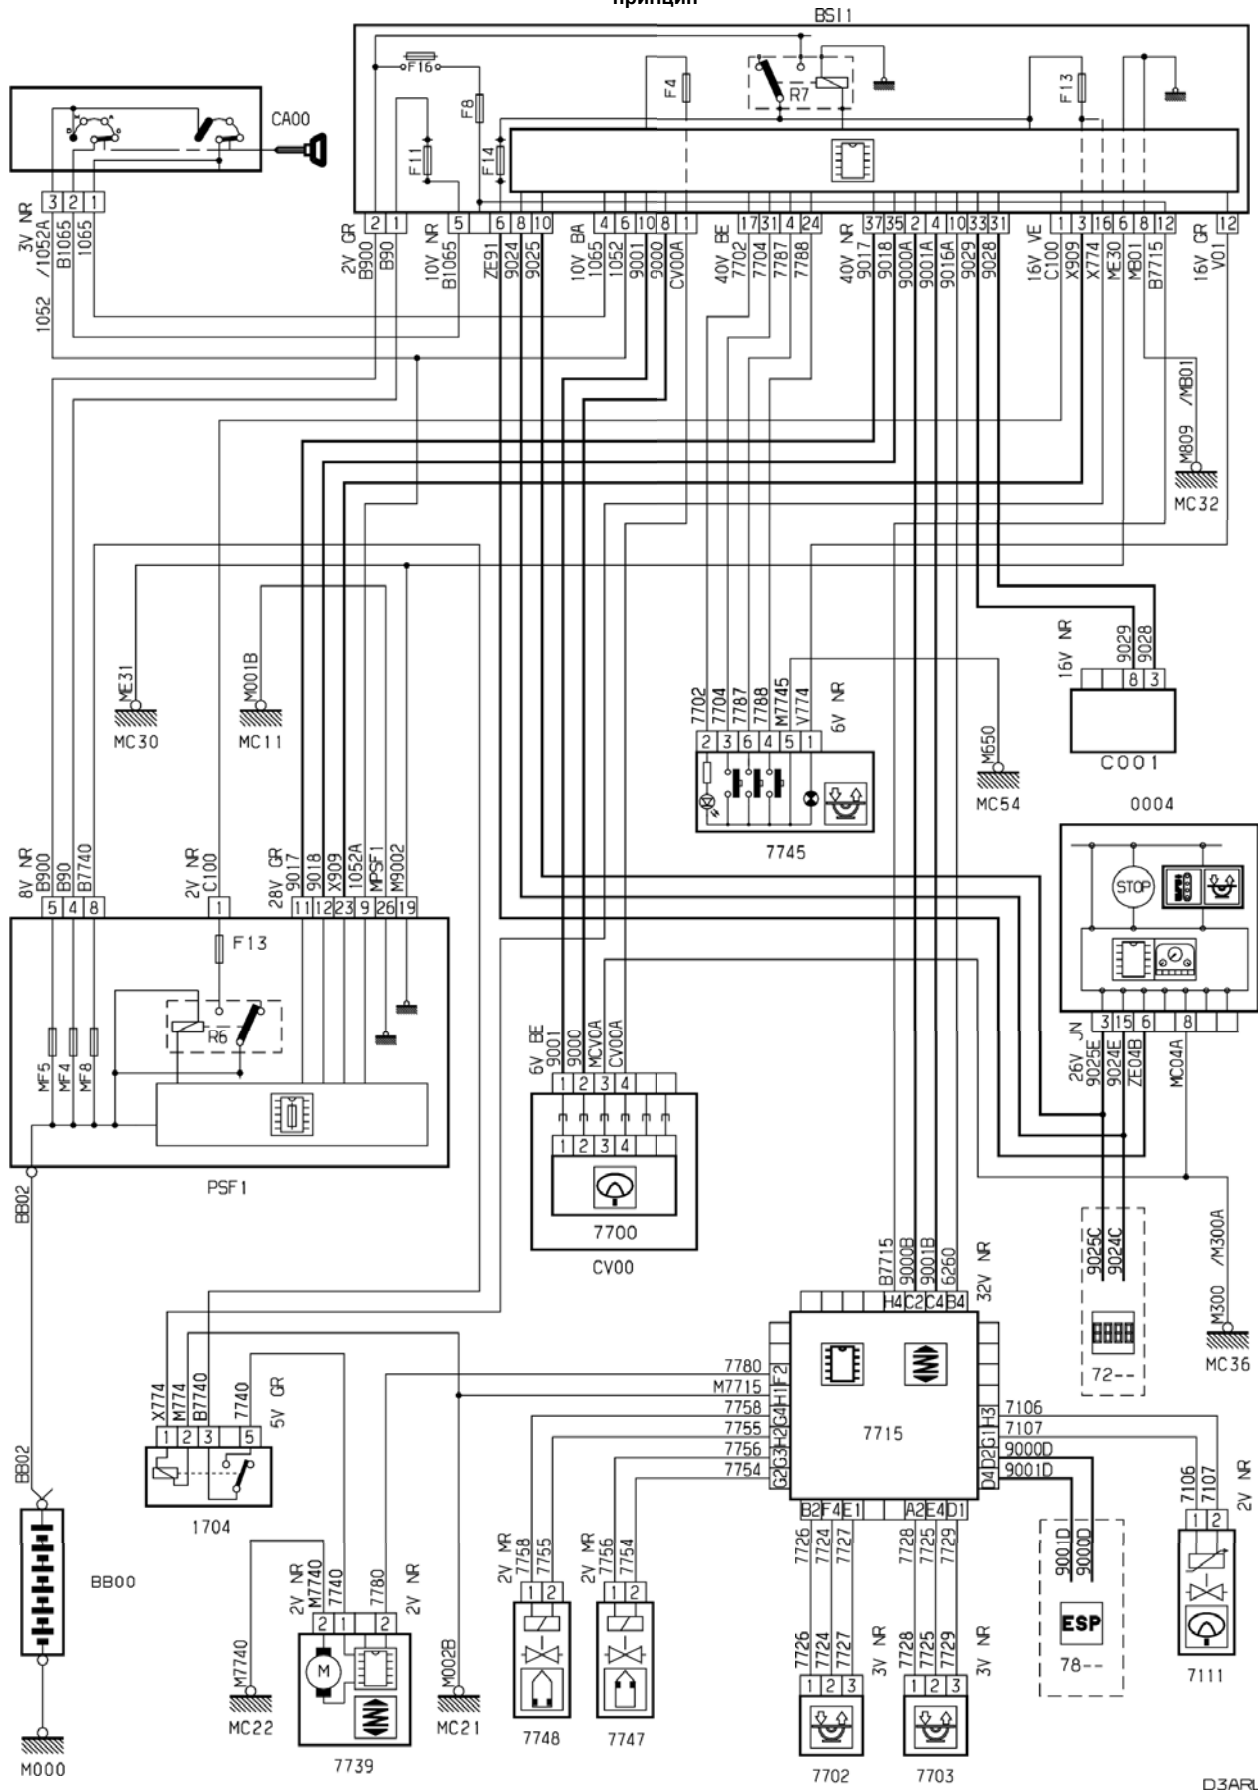 принцип
BSI1
F16
F8
F4
R7
F13
CA00
F11
F14
3 2 1
2 1 5 6 8 10 4 6 10 8 1 17 31 4 24 37 35 2 4 10 33 31 1 3 16 6 8 12 12
3V NR
1052 /1052A
B1065
1065
2V GR
B900
B90
10V NR
B1065
ZE91
9024
9025
10V BA
1065
1052
9001
9000
CV00A
40V BE
7702
7704
7787
7788
40V NR
9017
9018
9000A
9001A
9016A
9029
9028
16V VE
C100
X909
X774
ME30
MB01
B7715
16V GR
V01
M809 /MB01
MC32
ME31
MC30
M001B
MC11
16V NR
9029
9028
8 3
C001
7702
7704
7787
7788
M7745
V774
6V NR
2 3 6 4 5 1
7745
M650
MC54
0004
STOP
8V NR
B900
B90
B7740
2V NR
C100
28V GR
9017
9018
X909
1052A
MPSF1
M9002
5 4 8 1 11 12 23 9 26 19
F13
R6
MF5
MF4
MF8
PSF1
BB02
6V BE
9001
9000
MCV0A
CV00A
1 2 3 4
1 2 3 4
7700
CV00
3 15 6 8
26V JN
9025E
9024E
ZE04B
MC04A
9025C
9024C
72--
M300 /M300A
MC36
B7715
9000B
9001B
6260
32V NR
H4 C2 C4 B4
7715
7780 F2
M7715 H1
7758 G4
7755 H2
7756 G3
7754 G2
H3 7106
G1 7107
D2 9000D
D4 9001D
B2 F4 E1 A2 E4 D1
7726
7724
7727
7728
7725
7729
X774
M774
B7740
7740
5V GR
1 2 3 5
1704
BB02
BB00
M000
M7740
MC22
2V NR
M7740
7740
7780
2V NR
2 1 2
M
7739
M002B
MC21
2V MR
7758
7755
1 2
7748
2V MR
7756
7754
1 2
7747
7726
7724
7727
3V NR
1 2 3
7702
7728
7725
7729
3V NR
1 2 3
7703
9001D
9000D
ESP
78--
7106
7107
2V NR
1 2
7111